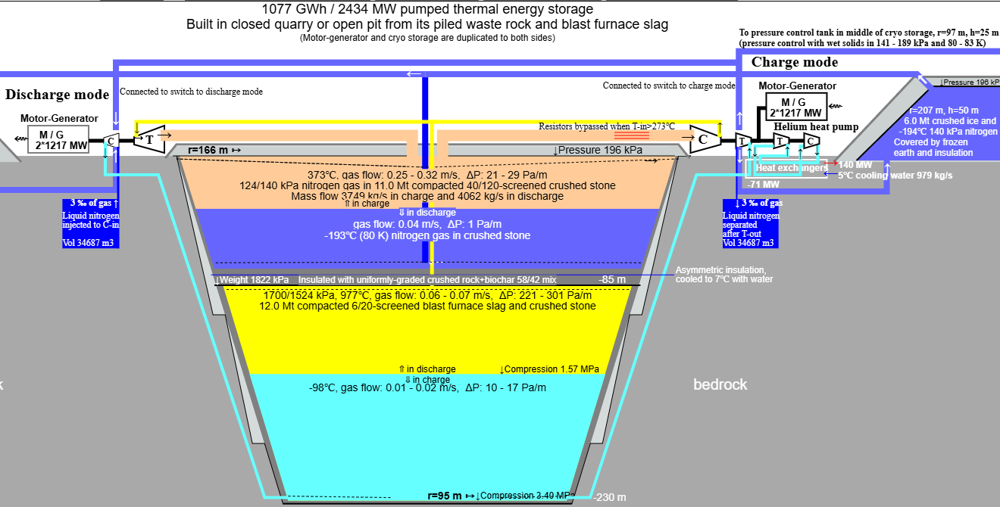 1077 GWh / 2434 MW pumped thermal energy storage
Built in closed quarry or open pit from its piled waste rock and blast furnace slag
(Motor-generator and cryo storage are duplicated to both sides)
To pressure control tank in middle of cryo storage, r=97 m, h=25 m
(pressure control with wet solids in 141 - 189 kPa and 80 - 83 K)
Charge mode
Discharge mode
Connected to switch to discharge mode
Connected to switch to charge mode
Motor-Generator
M / G
2*1217 MW
C
T
Resistors bypassed when T-in>273℃
C
Motor-Generator
M / G
2*1217 MW
Helium heat pump
T
T
C
↓Pressure 196 kP
r=207 m, h=50 m
6.0 Mt crushed ice and
-194℃ 140 kPa nitrogen
Covered by frozen
earth and insulation
r=166 m ↦
↓Pressure 196 kPa
Heat exchangers
140 MW
5℃ cooling water 979 kg/s
-71 MW
373℃, gas flow: 0.25 - 0.32 m/s, ΔP: 21 - 29 Pa/m
124/140 kPa nitrogen gas in 11.0 Mt compacted 40/120-screened crushed stone
Mass flow 3749 kg/s in charge and 4062 kg/s in discharge
⇑ in charge
⇓ in discharge
gas flow: 0.04 m/s, ΔP: 1 Pa/m
-193℃ (80 K) nitrogen gas in crushed stone
3 ‰ of gas ↑
Liquid nitrogen
injected to C-in
Vol 34687 m3
↓ 3 ‰ of gas
Liquid nitrogen
separated
after T-out
Vol 34687 m3
Asymmetric insulation,
cooled to 7℃ with water
↓Weight 1822 kPa Insulated with uniformly-graded crushed rock+biochar 58/42 mix -85 m
1700/1524 kPa, 977℃, gas flow: 0.06 - 0.07 m/s, ΔP: 221 - 301 Pa/m
12.0 Mt compacted 6/20-screened blast furnace slag and crushed stone
⇑ in discharge
↓Compression 1.57 MPa
⇓ in charge
-98℃, gas flow: 0.01 - 0.02 m/s, ΔP: 10 - 17 Pa/m
bedrock
k
r=95 m ↦
↓Compression 3.40 MPa
-230 m